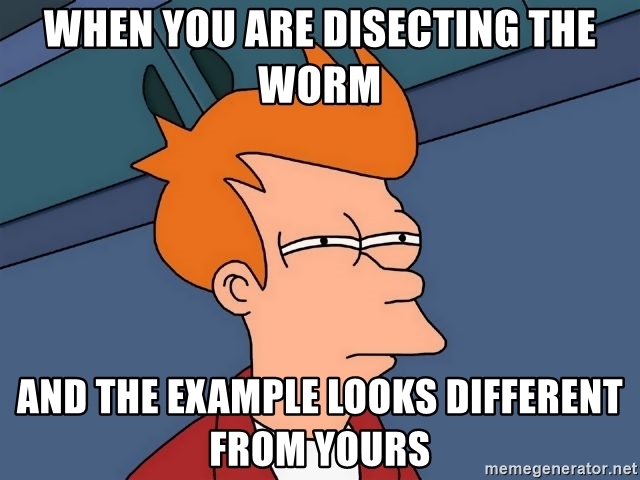 WHEN YOU ARE DISECTING THE
WORM
AND THE EXAMPLE LOOKS DIFFERENT
FROM YOURS
memegenerator.net